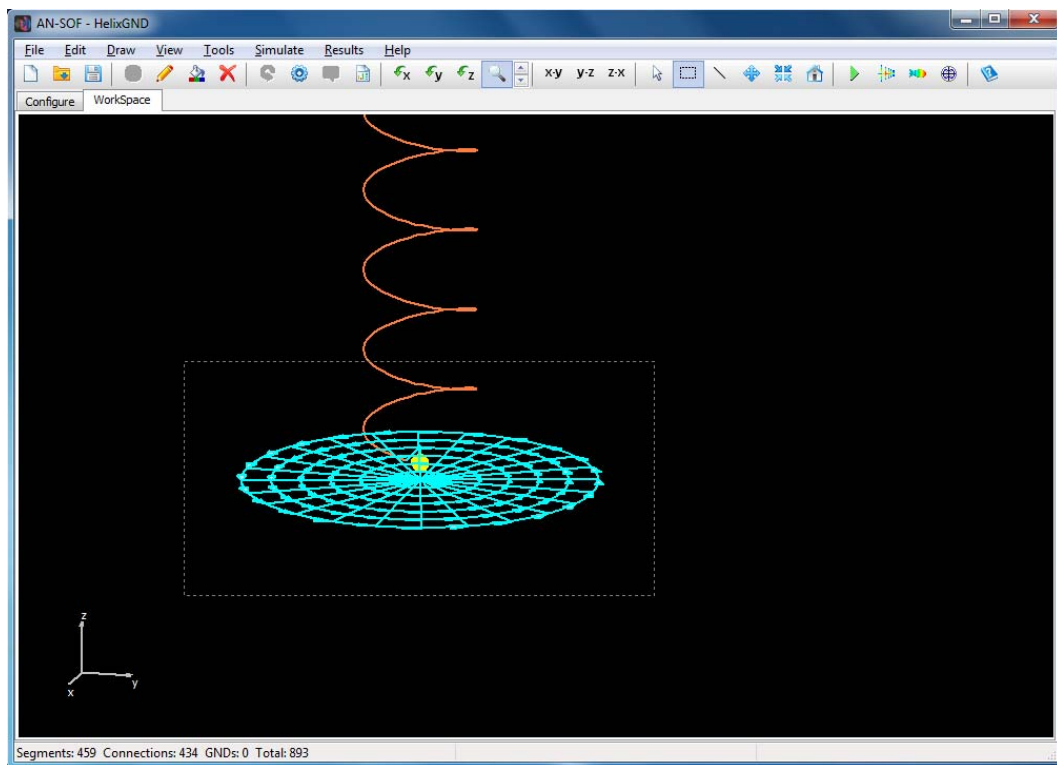 AN-SOF - HelixGND
File Edit Draw View Tools Simulate Results Help
x y z x-y y-z z-x
Configure WorkSpace
z
x y
Segments: 459 Connections: 434 GNDs: 0 Total: 893